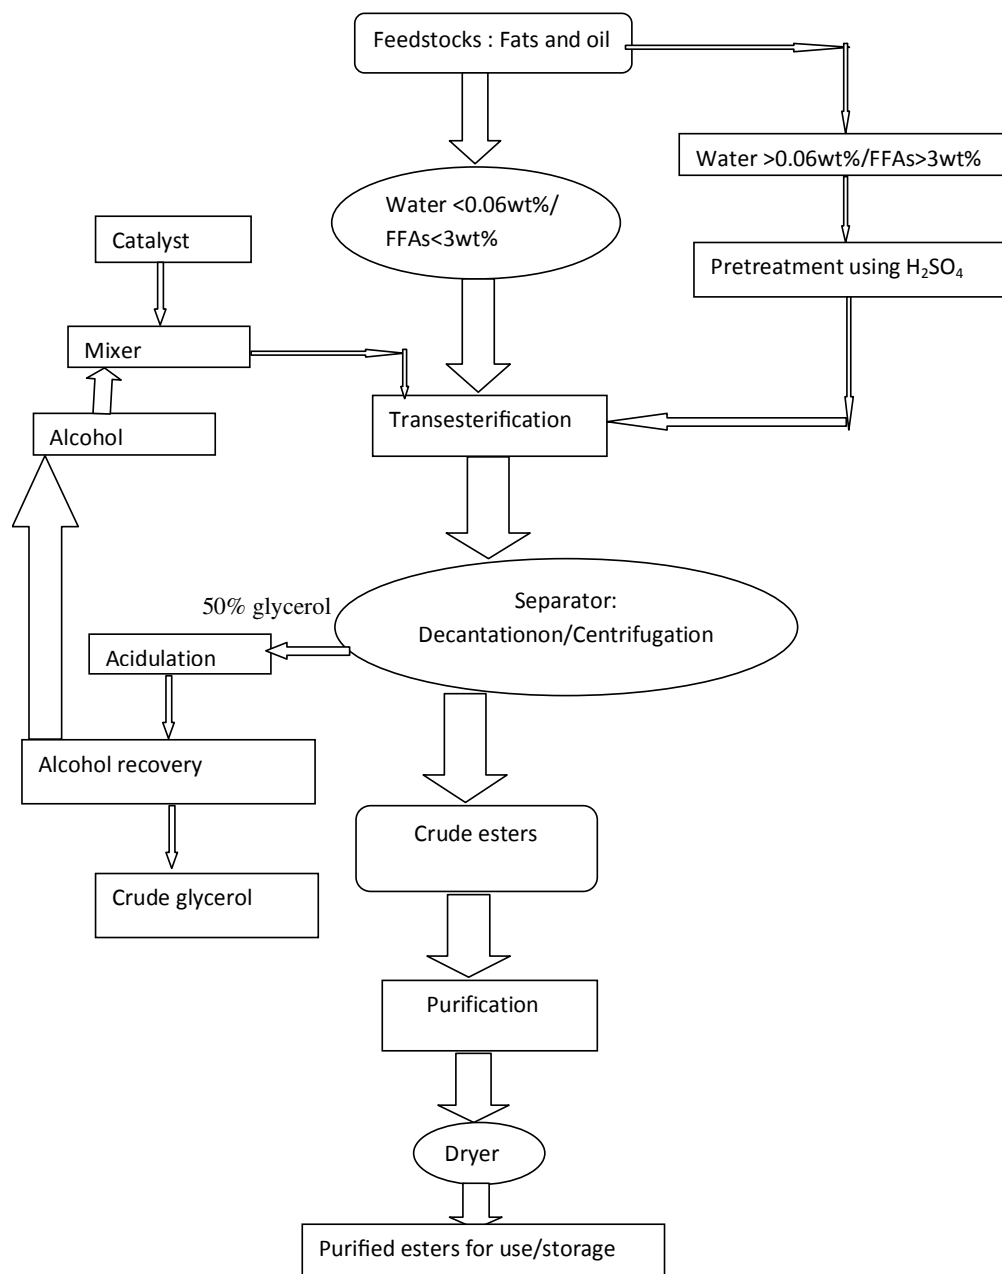 Feedstocks : Fats and oil
Water >0.06wt%/FFAs>3wt%
Water <0.06wt%/
FFAs<3wt%
Catalyst
Pretreatment using H₂SO₄
Mixer
Alcohol
Transesterification
50% glycerol
Separator:
Decantationon/Centrifugation
Acidulation
Alcohol recovery
Crude esters
Crude glycerol
Purification
Dryer
Purified esters for use/storage